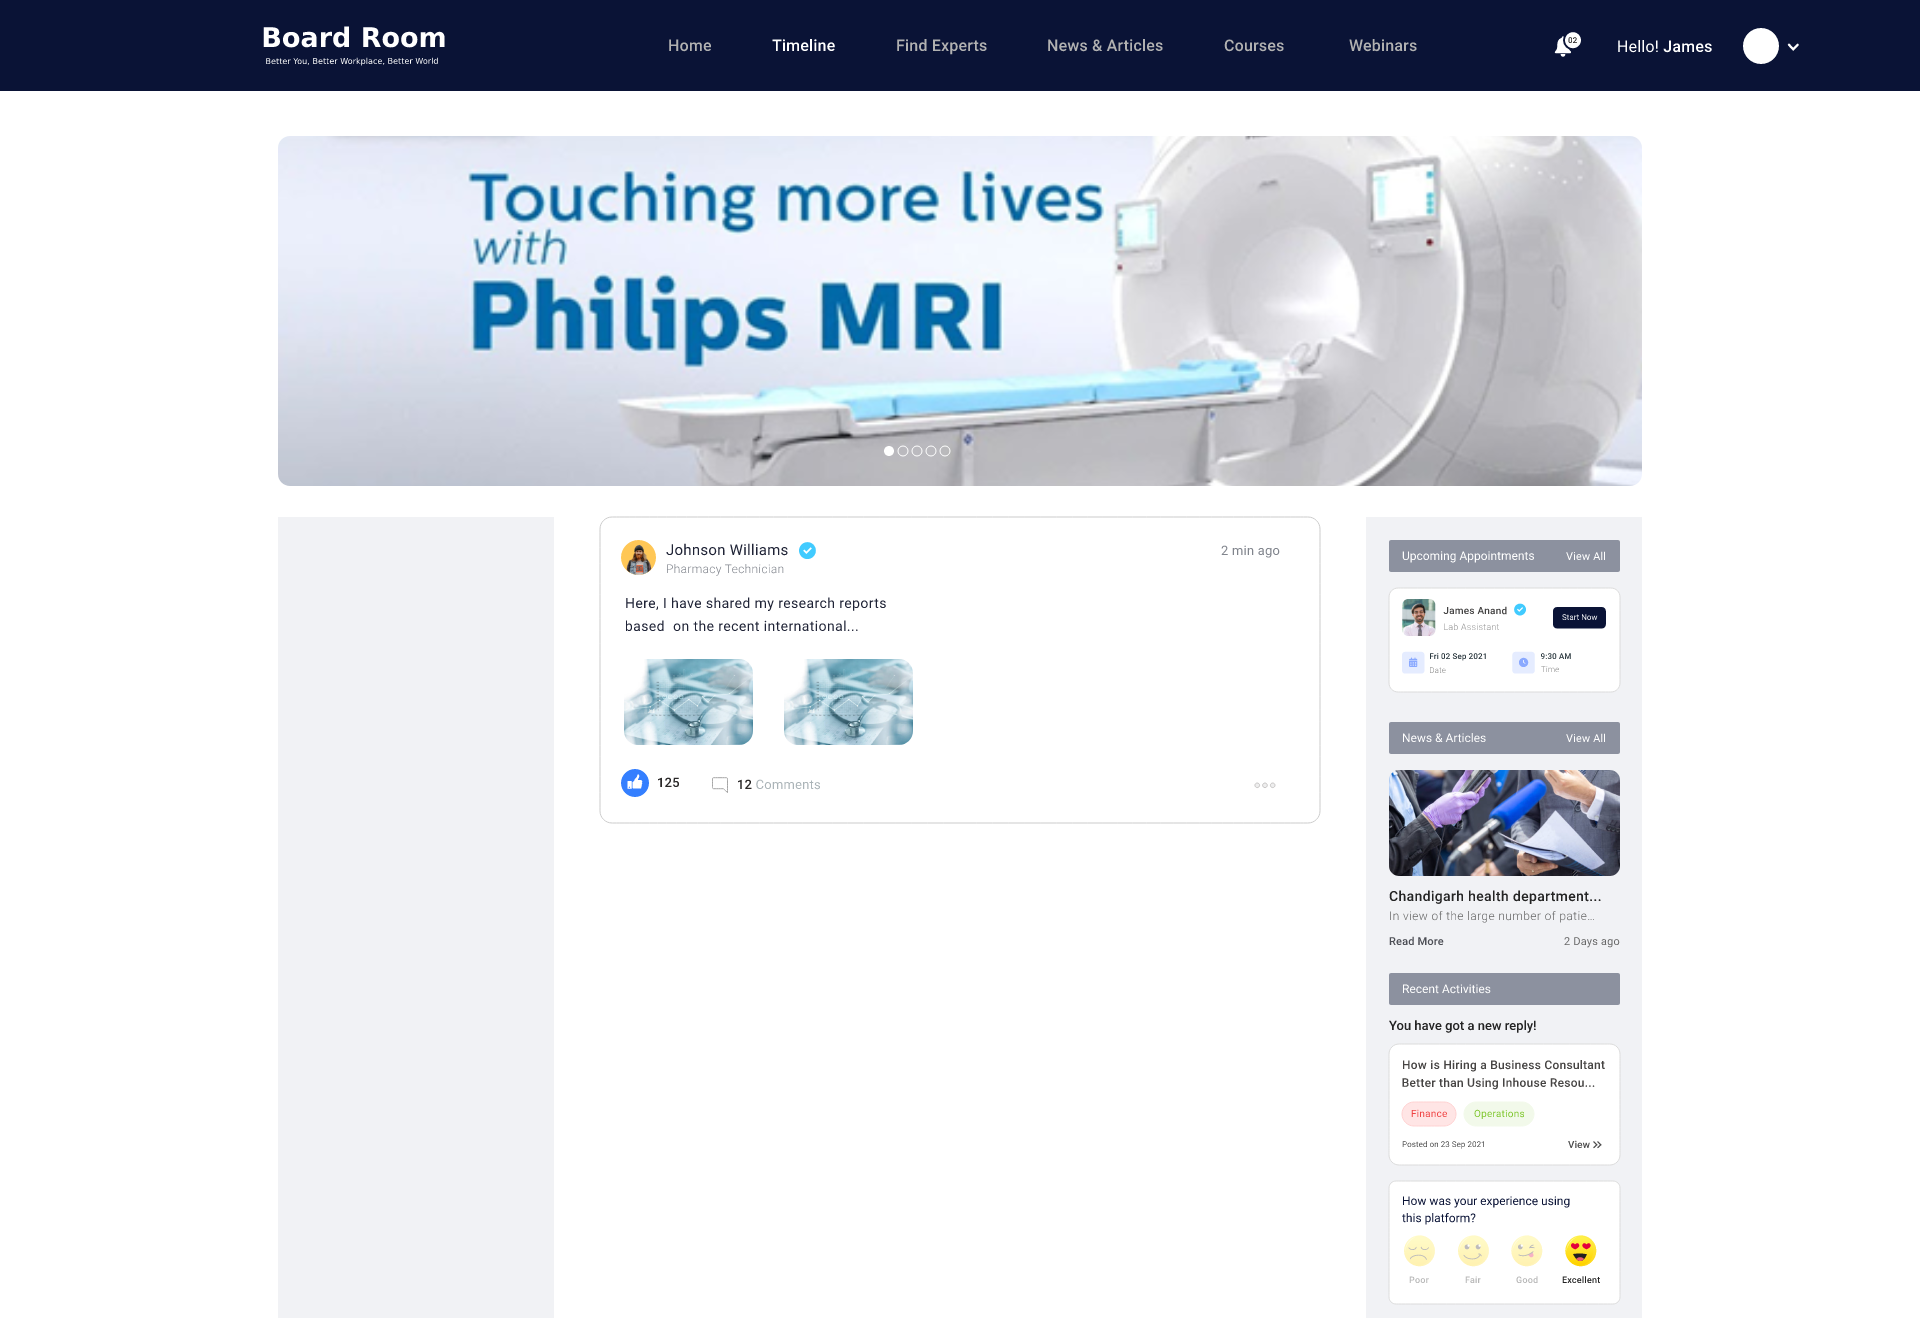 Board Room
Better You, Better Workplace, Better World
Home
Timeline
Find Experts
News & Articles
Courses
Webinars
02
Hello! James
Touching more lives
with
Philips MRI
Johnson Williams
2 min ago
Pharmacy Technician
Here, I have shared my research reports
based  on the recent international...
125
12 Comments
Upcoming Appointments
View All
James Anand
Lab Assistant
Start Now
Fri 02 Sep 2021
Date
9:30 AM
Time
News & Articles
View All
Chandigarh health department...
In view of the large number of patie...
Read More
2 Days ago
Recent Activities
You have got a new reply!
How is Hiring a Business Consultant
Better than Using Inhouse Resou...
Finance
Operations
Posted on 23 Sep 2021
View
How was your experience using
this platform?
Poor
Fair
Good
Excellent